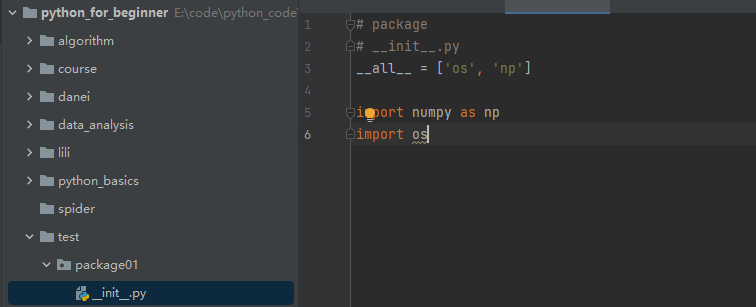 python_for_beginner E:\code\python_code
algorithm
course
danei
data_analysis
lili
python_basics
spider
test
package01
__init__.py
1 # package
2 # __init__.py
3 __all__ = ['os', 'np']
4
5 import numpy as np
6 import os